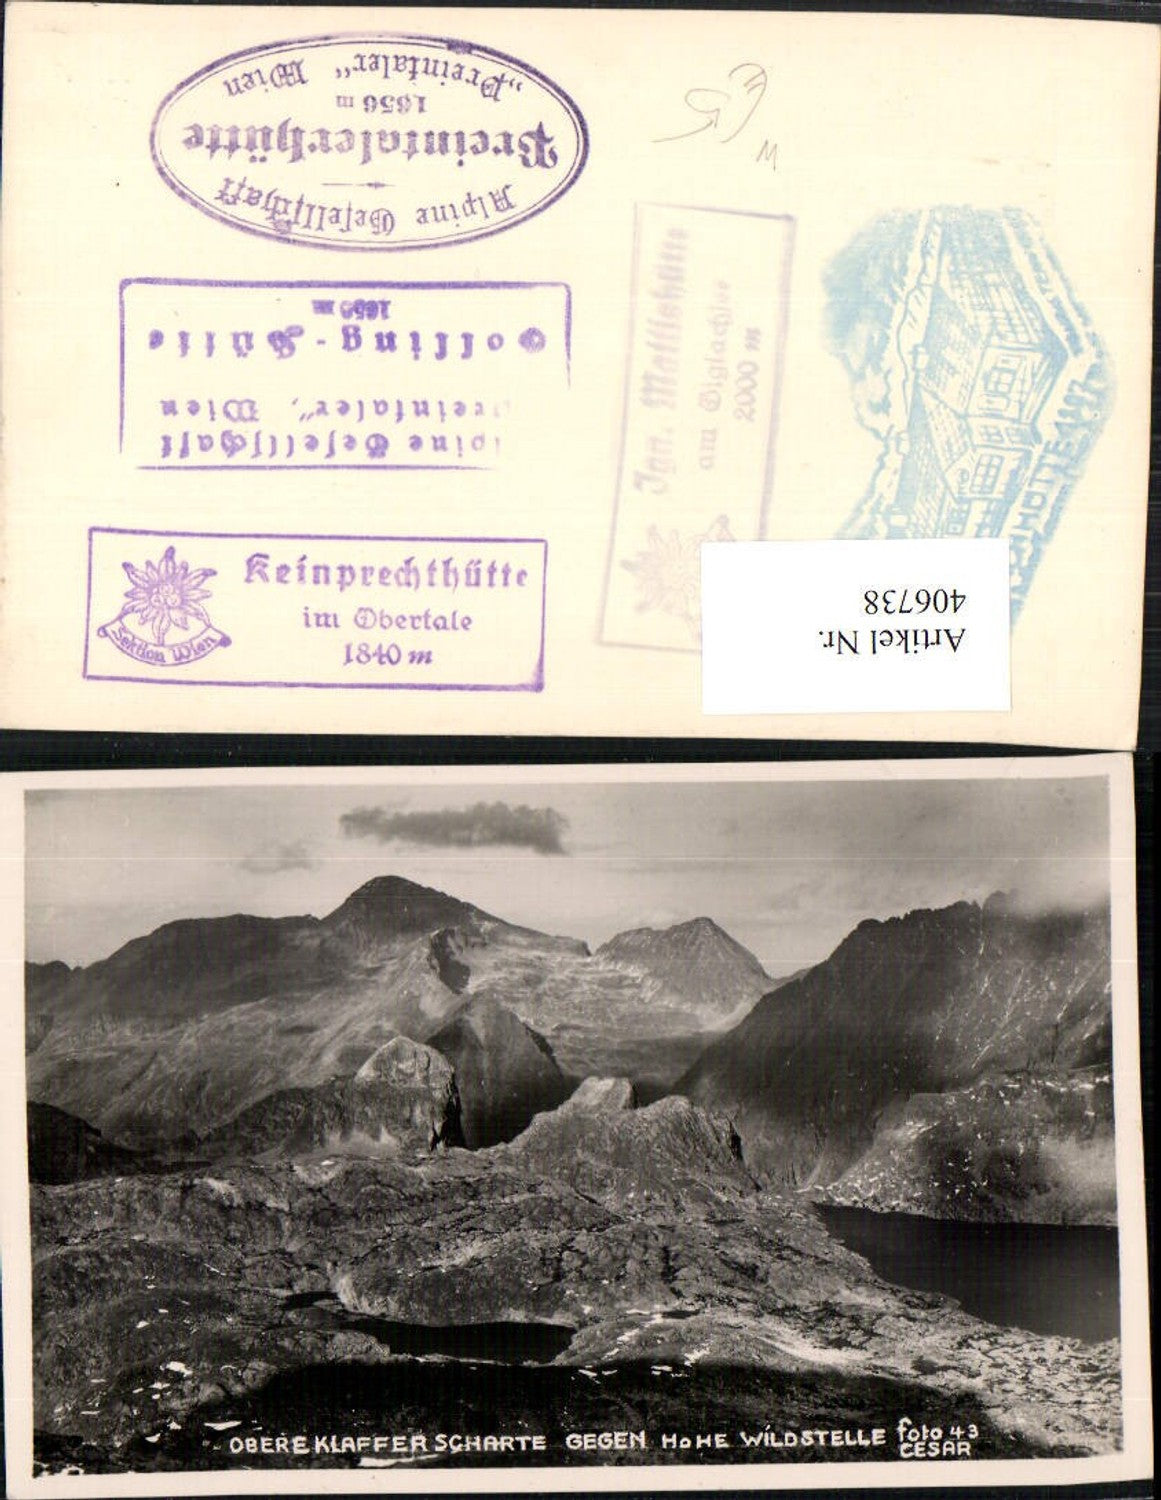 Alpine Gesellschaft
Preintalerhütte
1656 m
„Preintaler“ Wien
Alpine Gesellschaft
Preintaler“, Wien
Golling-Hütte
1650 m
Keinprechthütte
im Obertale
1840 m
Sektion Wien
Ign. Mattishütte
am Giglachsee
2000 m
HÜTTE
Artikel Nr.
406738
OBERE KLAFFER SCHARTE GEGEN HOHE WILDSTELLE foto 43
CESAR